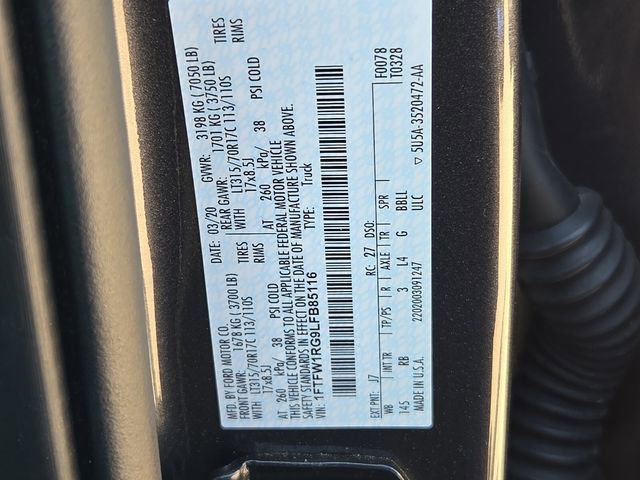 MFD. BY FORD MOTOR CO.
DATE: 03/20 GVWR: 3198 KG ( 7050 LB)
FRONT GAWR: 1678 KG ( 3700 LB) REAR GAWR: 1701 KG ( 3750 LB)
WITH LT315/70R17C 113/110S TIRES WITH LT315/70R17C 113/110S TIRES
17x8.5J RIMS 17x8.5J RIMS
AT 260 kPa/ 38 PSI COLD AT 260 kPa/ 38 PSI COLD
THIS VEHICLE CONFORMS TO ALL APPLICABLE FEDERAL MOTOR VEHICLE
SAFETY STANDARDS IN EFFECT ON THE DATE OF MANUFACTURE SHOWN ABOVE.
VIN: 1FTFW1RG9LFB85116 TYPE: Truck
F0078
T0328
EXT PNT: J7 RC: 27 DSO:
WB INT TR TP/PS R AXLE TR SPR
145 RB 3 L4 G BBLL
MADE IN U.S.A. 2202003091247 ULC ▽ 5U5A-3520472-AA